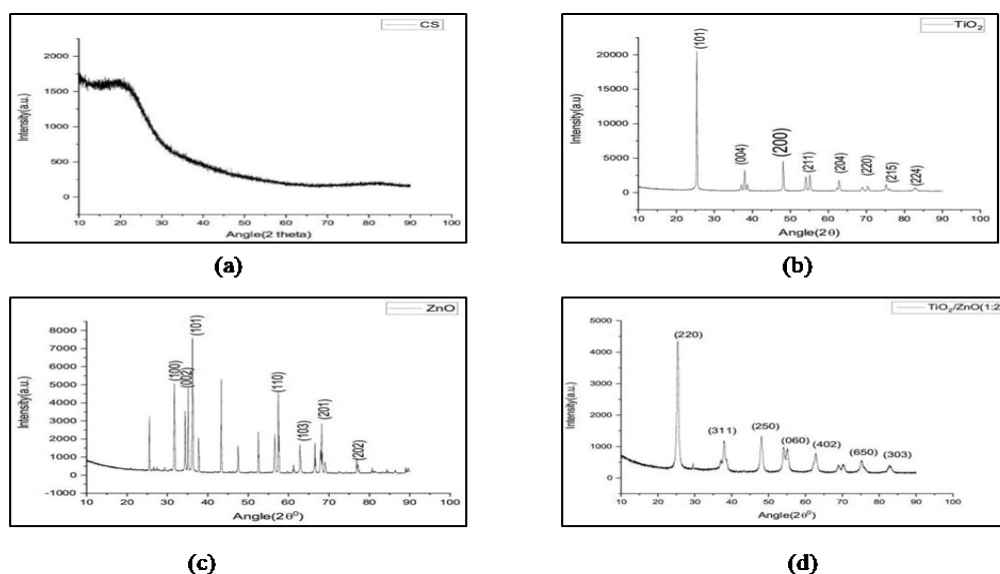 CS
2000
1500
1000
500
0
Intensity(a.u.)
10 20 30 40 50 60 70 80 90 100
Angle(2 theta)
(a)
TiO₂
20000
15000
10000
5000
0
Intensity(a.u)
(101)
(004)
(200)
(211)
(204)
(220)
(215)
(224)
10 20 30 40 50 60 70 80 90 100
Angle(2θ)
(b)
ZnO
8000
7000
6000
5000
4000
3000
2000
1000
0
-1000
Intensity(a.u.)
(100)
(002)
(101)
(110)
(103)
(201)
(202)
10 20 30 40 50 60 70 80 90 100
Angle(2θ⁰)
(c)
TiO₂/ZnO(1:2
5000
4000
3000
2000
1000
0
Intensity(a.u.)
(220)
(311)
(250)
(060)
(402)
(650)
(303)
10 20 30 40 50 60 70 80 90 100
Angle(2θ⁰)
(d)